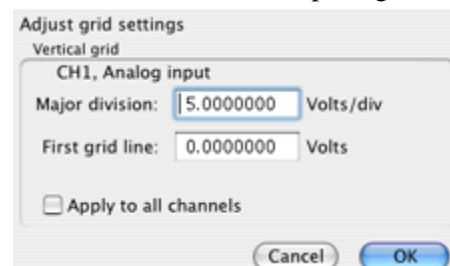 Adjust grid settings
Vertical grid
CH1, Analog input
Major division: 5.0000000 Volts/div
First grid line: 0.0000000 Volts
Apply to all channels
Cancel OK